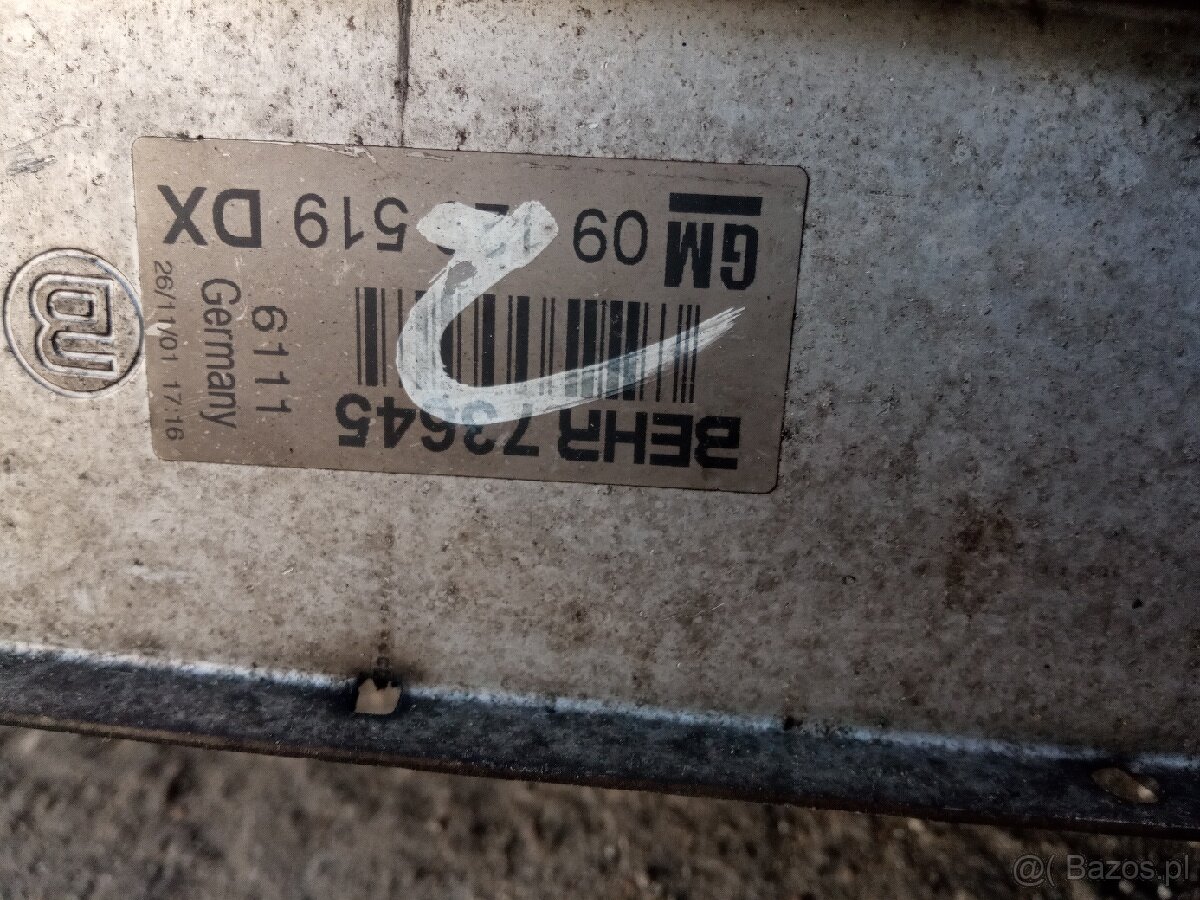 BEHR 73645
GM 09 519 DX
6111
Germany
26/11/01 17:16
@( Bazos.pl